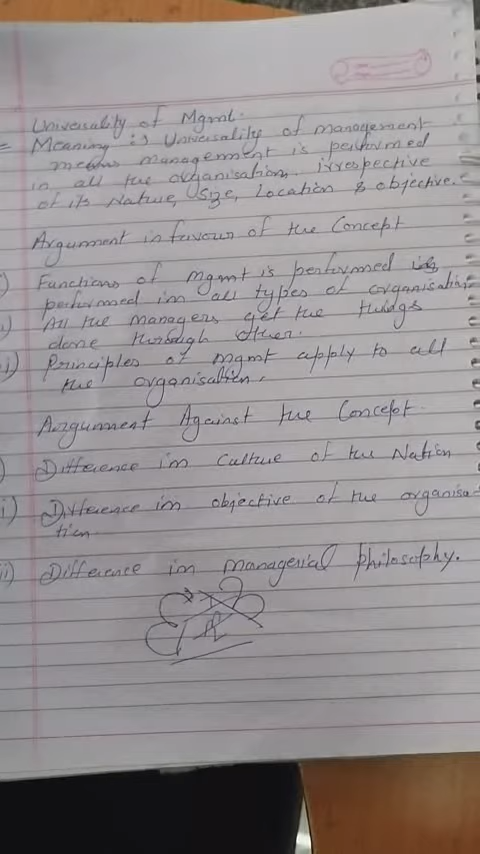 Universality of Mgmt.
= Meaning :- Universality of management
means management is performed
in all the organisation irrespective
of its Nature, Size, Location & objective.
Argument in favour of the Concept
) Functions of mgmt is performed is
performed in all types of organisation
i) All the managers get the things
done through other.
i) Principles of mgmt apply to all
the organisation.
Arrgument Against the Concept
) Difference in Culture of the Nation
i) Difference in objective of the organisa-
tion.
ii) Difference in managerial philosophy.